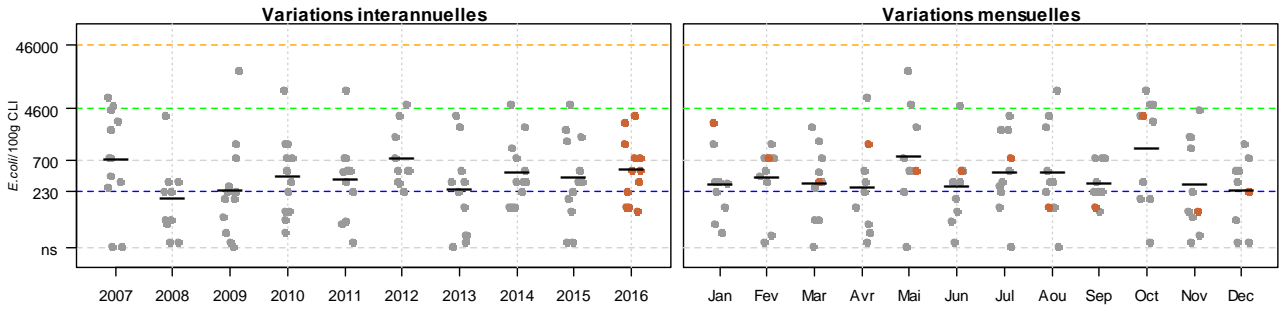 Variations interannuelles
Variations mensuelles
E.coli/100g CLI
46000
4600
700
230
ns
2007 2008 2009 2010 2011 2012 2013 2014 2015 2016
Jan Fev Mar Avr Mai Jun Jul Aou Sep Oct Nov Dec